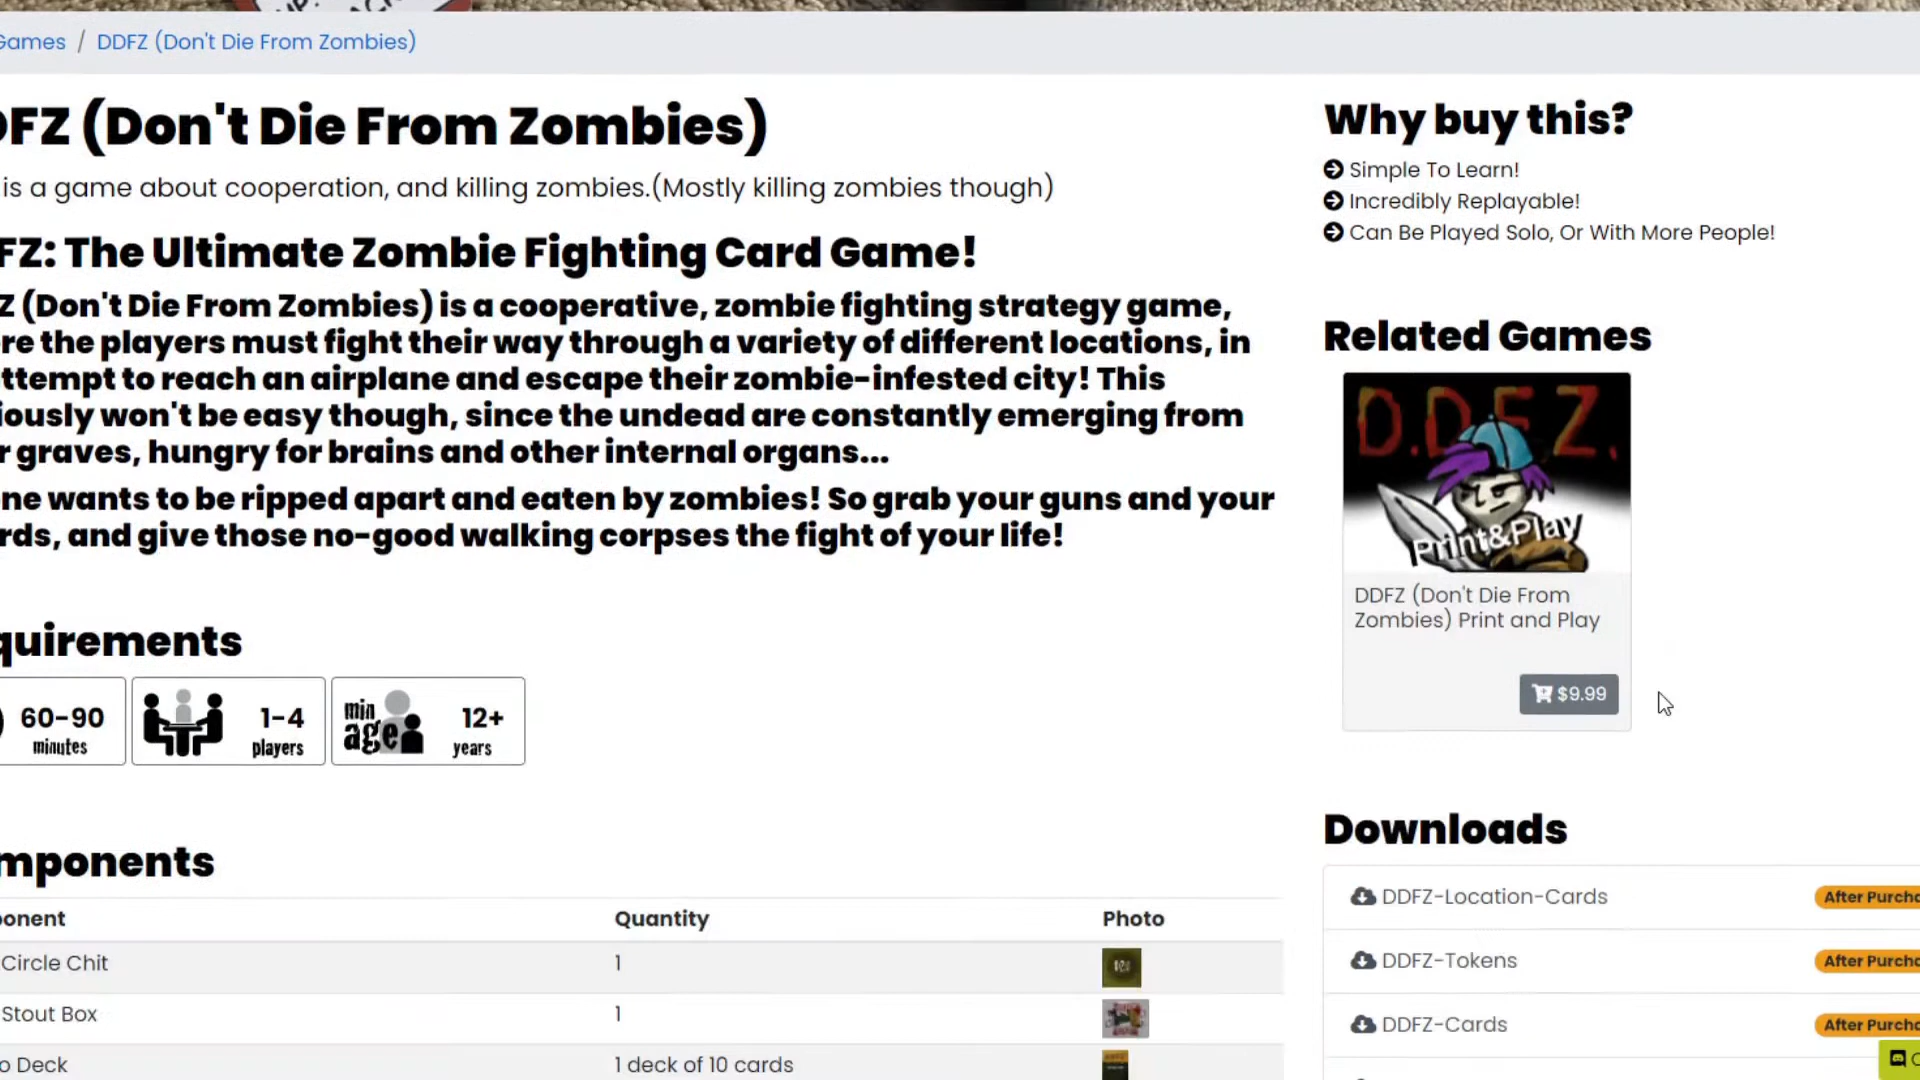 Games / DDFZ (Don't Die From Zombies)
DFZ (Don't Die From Zombies)
is a game about cooperation, and killing zombies.(Mostly killing zombies though)
FZ: The Ultimate Zombie Fighting Card Game!
Z (Don't Die From Zombies) is a cooperative, zombie fighting strategy game,
re the players must fight their way through a variety of different locations, in
ttempt to reach an airplane and escape their zombie-infested city! This
iously won't be easy though, since the undead are constantly emerging from
r graves, hungry for brains and other internal organs...
ne wants to be ripped apart and eaten by zombies! So grab your guns and your
rds, and give those no-good walking corpses the fight of your life!
quirements
60-90
minutes
1-4
players
min
age
12+
years
mponents
onent Quantity Photo
Circle Chit 1
Stout Box 1
o Deck 1 deck of 10 cards
Why buy this?
Simple To Learn!
Incredibly Replayable!
Can Be Played Solo, Or With More People!
Related Games
D.D.F.Z.
Print&Play
DDFZ (Don't Die From
Zombies) Print and Play
$9.99
Downloads
DDFZ-Location-Cards After Purcha
DDFZ-Tokens After Purcha
DDFZ-Cards After Purcha